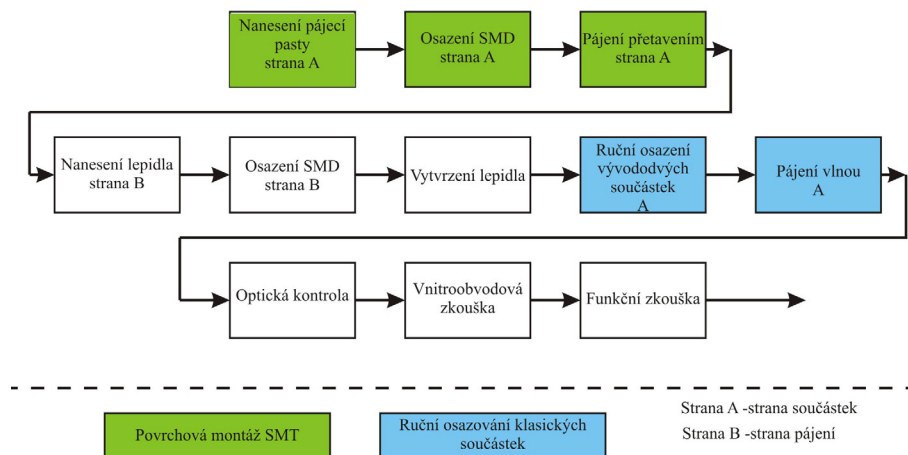 Nanesení pájecí
pasty
strana A
Osazení SMD
strana A
Pájení přetavením
strana A
Nanesení lepidla
strana B
Osazení SMD
strana B
Vytvrzení lepidla
Ruční osazení
vývododvých
součástek
A
Pájení vlnou
A
Optická kontrola
Vnitroobvodová
zkouška
Funkční zkouška
Povrchová montáž SMT
Ruční osazování klasických
součástek
Strana A -strana součástek
Strana B -strana pájení